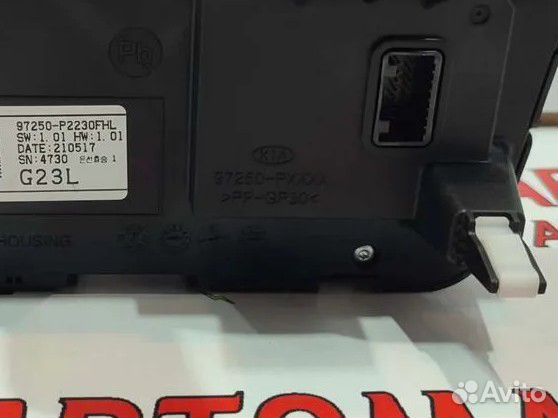 Pb
97250-P2230FHL
SW:1.01 HW:1.01
DATE:210517
SN:4730
G23L
KIA
97250-PXXXX
>PP-GF30<
HOUSING
Avito